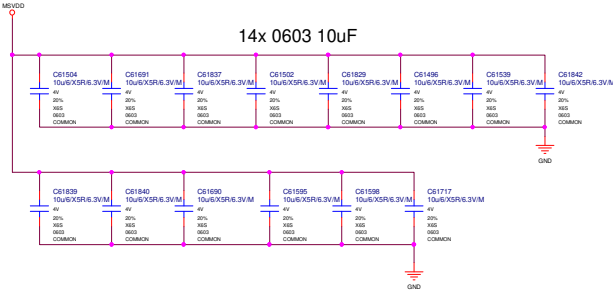 MSVDD
14x 0603 10uF
C61504
10u/6/X5R/6.3V/M
4V
20%
X6S
0603
COMMON
C61691
10u/6/X5R/6.3V/M
4V
20%
X6S
0603
COMMON
C61837
10u/6/X5R/6.3V/M
4V
20%
X6S
0603
COMMON
C61502
10u/6/X5R/6.3V/M
4V
20%
X6S
0603
COMMON
C61829
10u/6/X5R/6.3V/M
4V
20%
X6S
0603
COMMON
C61496
10u/6/X5R/6.3V/M
4V
20%
X6S
0603
COMMON
C61539
10u/6/X5R/6.3V/M
4V
20%
X6S
0603
COMMON
C61842
10u/6/X5R/6.3V/M
4V
20%
X6S
0603
COMMON
GND
C61839
10u/6/X5R/6.3V/M
4V
20%
X6S
0603
COMMON
C61840
10u/6/X5R/6.3V/M
4V
20%
X6S
0603
COMMON
C61690
10u/6/X5R/6.3V/M
4V
20%
X6S
0603
COMMON
C61595
10u/6/X5R/6.3V/M
4V
20%
X6S
0603
COMMON
C61598
10u/6/X5R/6.3V/M
4V
20%
X6S
0603
COMMON
C61717
10u/6/X5R/6.3V/M
4V
20%
X6S
0603
COMMON
GND